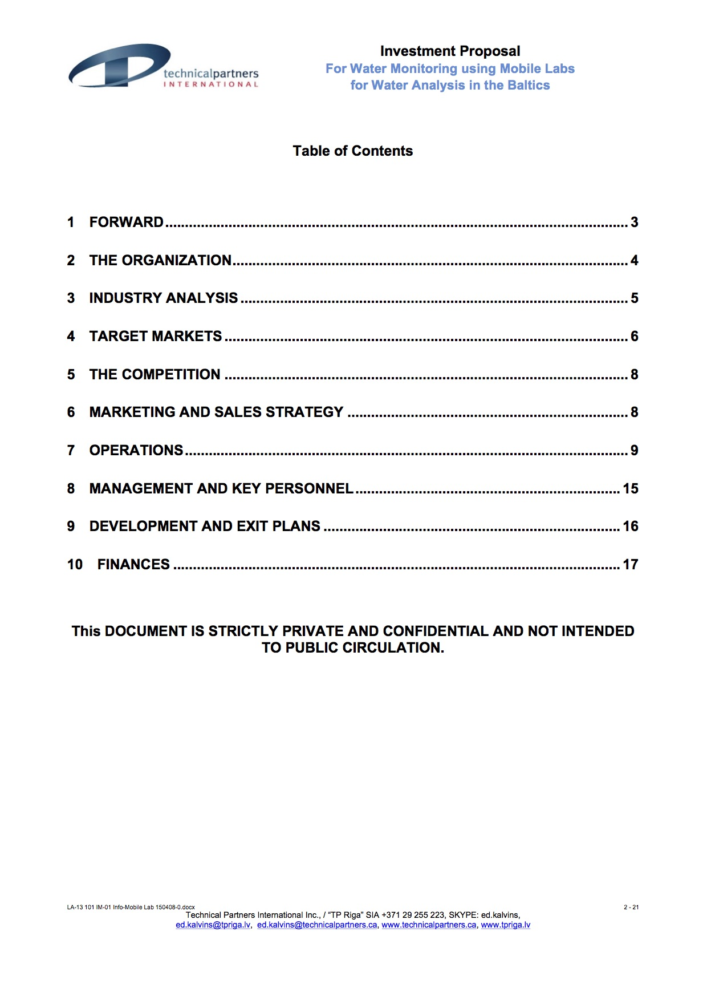 technicalpartners
INTERNATIONAL
Investment Proposal
For Water Monitoring using Mobile Labs
for Water Analysis in the Baltics
Table of Contents
1 FORWARD 3
2 THE ORGANIZATION 4
3 INDUSTRY ANALYSIS 5
4 TARGET MARKETS 6
5 THE COMPETITION 8
6 MARKETING AND SALES STRATEGY 8
7 OPERATIONS 9
8 MANAGEMENT AND KEY PERSONNEL 15
9 DEVELOPMENT AND EXIT PLANS 16
10 FINANCES 17
This DOCUMENT IS STRICTLY PRIVATE AND CONFIDENTIAL AND NOT INTENDED
TO PUBLIC CIRCULATION.
LA-13 101 IM-01 Info-Mobile Lab 150408-0.docx 2 - 21
Technical Partners International Inc., / “TP Riga” SIA +371 29 255 223, SKYPE: ed.kalvins,
ed.kalvins@tpriga.lv, ed.kalvins@technicalpartners.ca, www.technicalpartners.ca, www.tpriga.lv